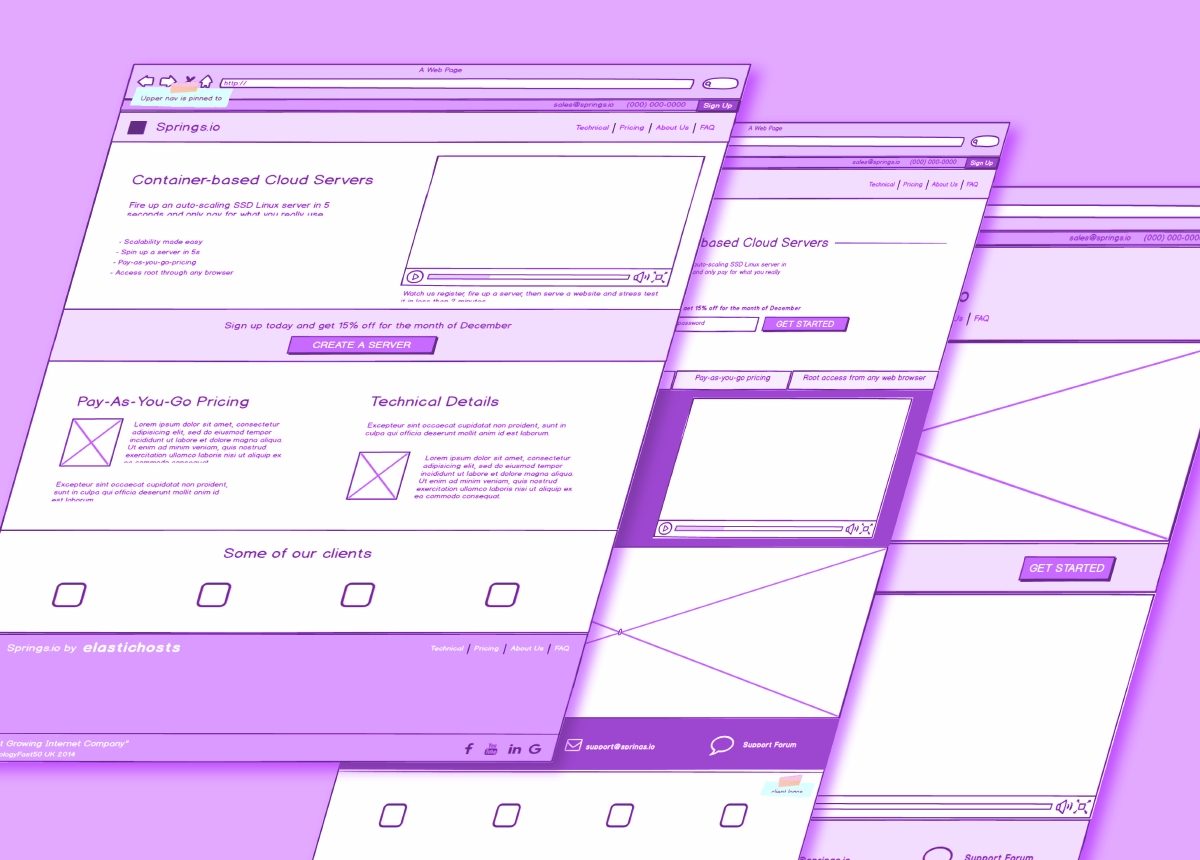 A Web Page
http://
Upper nav is pinned to
sales@springs.io (000) 000-0000 Sign Up
Springs.io
Technical | Pricing | About Us | FAQ
Container-based Cloud Servers
Fire up an auto-scaling SSD Linux server in 5
seconds and only pay for what you really use
- Scalability made easy
- Spin up a server in 5s
- Pay-as-you-go-pricing
- Access root through any browser
Watch us register, fire up a server, then serve a website and stress test
it in less than 2 minutes
Sign up today and get 15% off for the month of December
CREATE A SERVER
Pay-As-You-Go Pricing
Lorem ipsum dolor sit amet, consectetur
adipisicing elit, sed do eiusmod tempor
incididunt ut labore et dolore magna aliqua.
Ut enim ad minim veniam, quis nostrud
exercitation ullamco laboris nisi ut aliquip ex
ea commodo consequat.
Excepteur sint occaecat cupidatat non proident,
sunt in culpa qui officia deserunt mollit anim id
est laborum.
Technical Details
Excepteur sint occaecat cupidatat non proident, sunt in
culpa qui officia deserunt mollit anim id est laborum.
Lorem ipsum dolor sit amet, consectetur
adipisicing elit, sed do eiusmod tempor
incididunt ut labore et dolore magna aliqua.
Ut enim ad minim veniam, quis nostrud
exercitation ullamco laboris nisi ut aliquip ex
ea commodo consequat.
Some of our clients
Springs.io by elastichosts
Technical | Pricing | About Us | FAQ
t Growing Internet Company"
ologyFast50 UK 2014
A Web Page
sales@springs.io (000) 000-0000 Sign Up
Technical | Pricing | About Us | FAQ
based Cloud Servers
auto-scaling SSD Linux server in
and only pay for what you really
get 15% off for the month of December
password
GET STARTED
Pay-as-you-go pricing
Root access from any web browser
support@springs.io
Support Forum
client logos
sales@springs.io (000) 000-000
Us | FAQ
GET STARTED
@springs.io
Support Forum